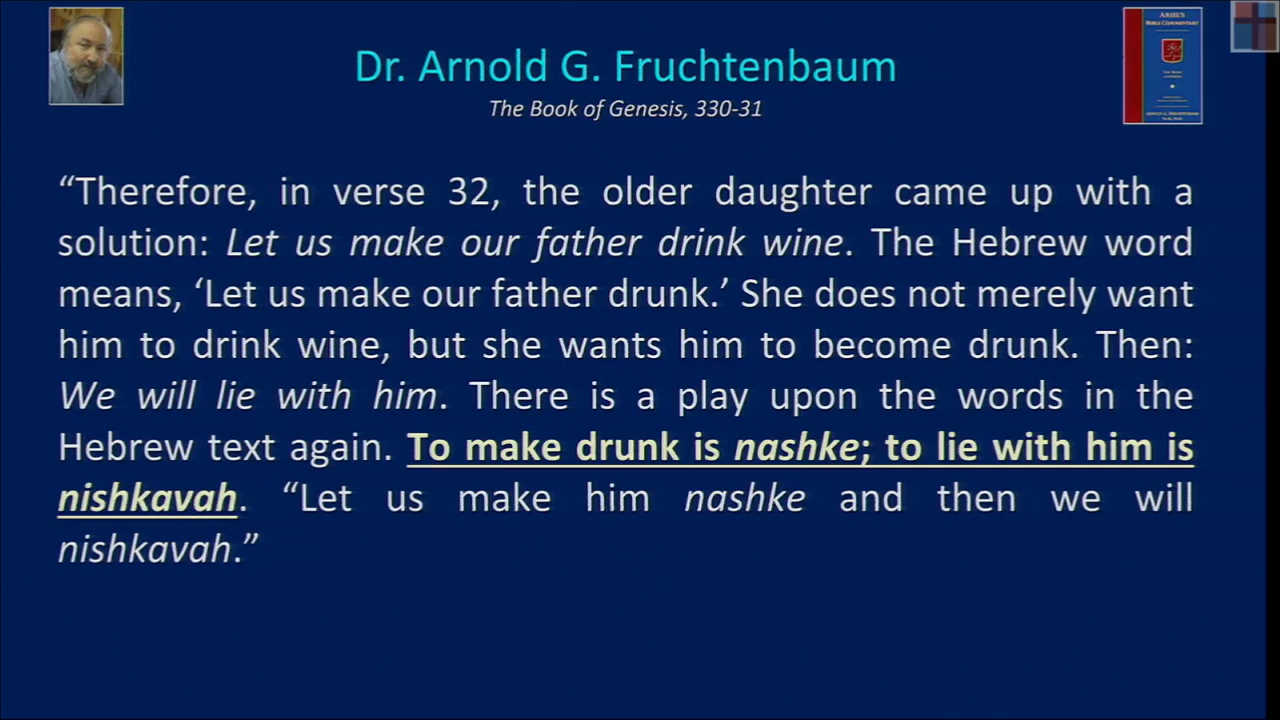 Dr. Arnold G. Fruchtenbaum
The Book of Genesis, 330-31
ARIEL'S
BIBLE COMMENTARY
“Therefore, in verse 32, the older daughter came up with a
solution: Let us make our father drink wine. The Hebrew word
means, ‘Let us make our father drunk.’ She does not merely want
him to drink wine, but she wants him to become drunk. Then:
We will lie with him. There is a play upon the words in the
Hebrew text again. To make drunk is nashke; to lie with him is
nishkavah. “Let us make him nashke and then we will
nishkavah.”